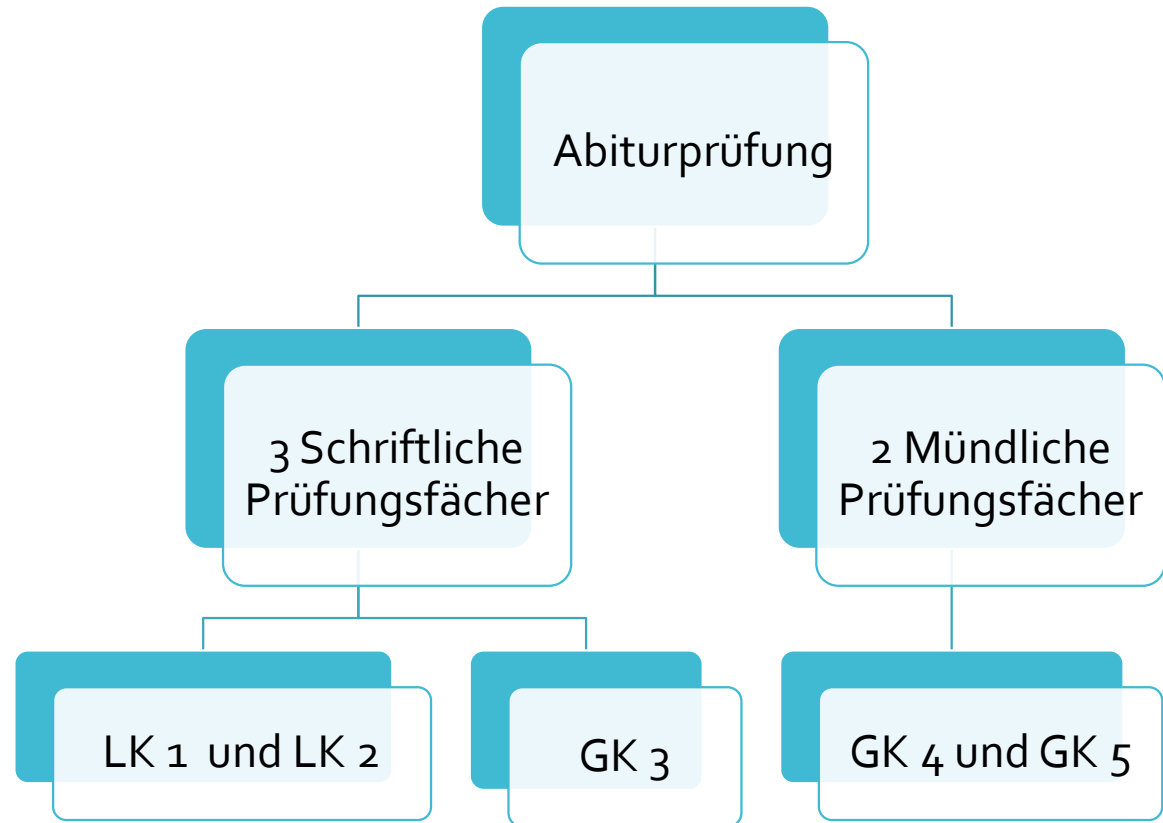 Abiturprüfung
3 Schriftliche
Prüfungsfächer
2 Mündliche
Prüfungsfächer
LK 1 und LK 2
GK 3
GK 4 und GK 5